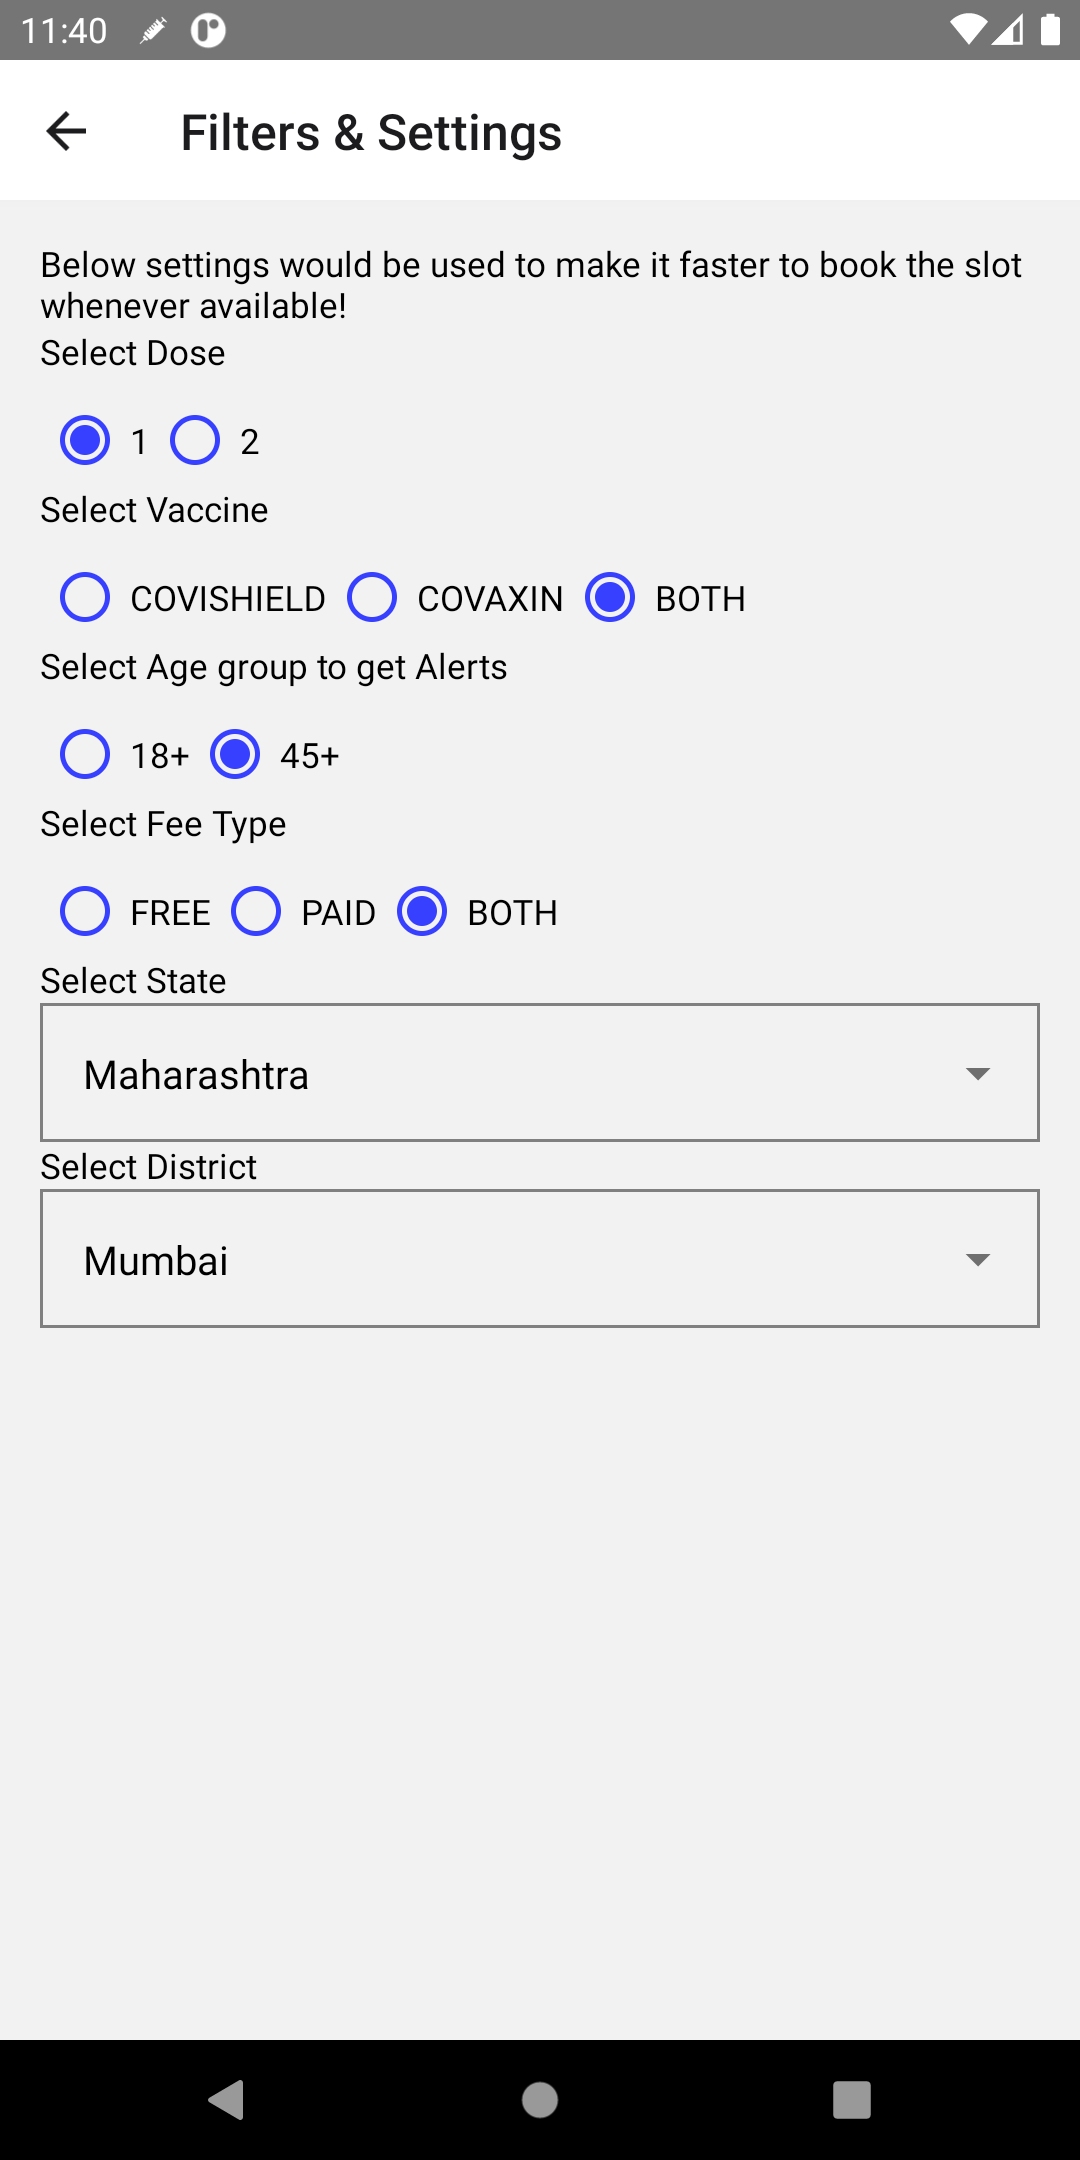 11:40
Filters & Settings
Below settings would be used to make it faster to book the slot
whenever available!
Select Dose
1 2
Select Vaccine
COVISHIELD COVAXIN BOTH
Select Age group to get Alerts
18+ 45+
Select Fee Type
FREE PAID BOTH
Select State
Maharashtra
Select District
Mumbai